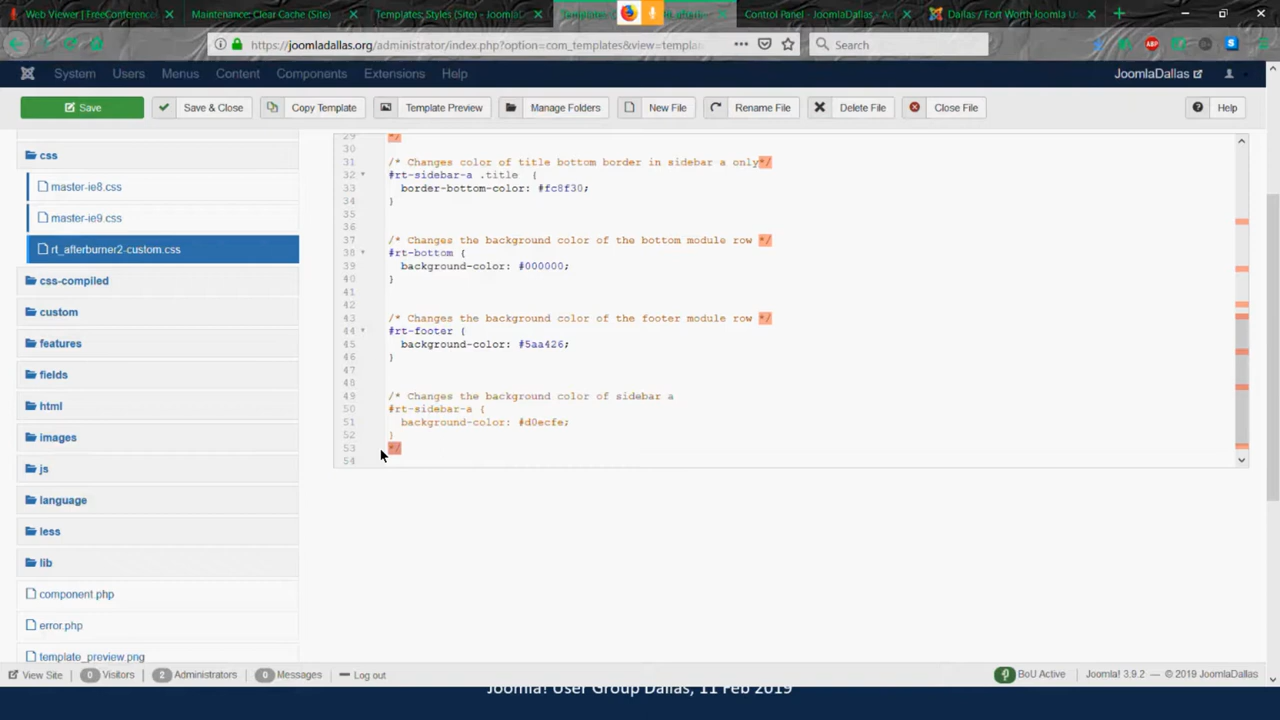 Web Viewer | FreeConference
Maintenance: Clear Cache (Site)
Templates: Styles (Site) - Joomla
Control Panel - JoomlaDallas - Ac
Dallas / Fort Worth Joomla Us
https://joomladallas.org/administrator/index.php?option=com_templates&view=templa
Search
ABP
System Users Menus Content Components Extensions Help
JoomlaDallas
Save
Save & Close
Copy Template
Template Preview
Manage Folders
New File
Rename File
Delete File
Close File
Help
css
master-ie8.css
master-ie9.css
rt_afterburner2-custom.css
css-compiled
custom
features
fields
html
images
js
language
less
lib
component.php
error.php
template_preview.png
29 */
30
31 /* Changes color of title bottom border in sidebar a only*/
32 #rt-sidebar-a .title {
33 border-bottom-color: #fc8f30;
34 }
35
36
37 /* Changes the background color of the bottom module row */
38 #rt-bottom {
39 background-color: #000000;
40 }
41
42
43 /* Changes the background color of the footer module row */
44 #rt-footer {
45 background-color: #5aa426;
46 }
47
48
49 /* Changes the background color of sidebar a
50 #rt-sidebar-a {
51 background-color: #d0ecfe;
52 }
53 */
54
View Site
0 Visitors
2 Administrators
0 Messages
Log out
BoU Active
Joomla! 3.9.2 — © 2019 JoomlaDallas
Joomla! User Group Dallas, 11 Feb 2019